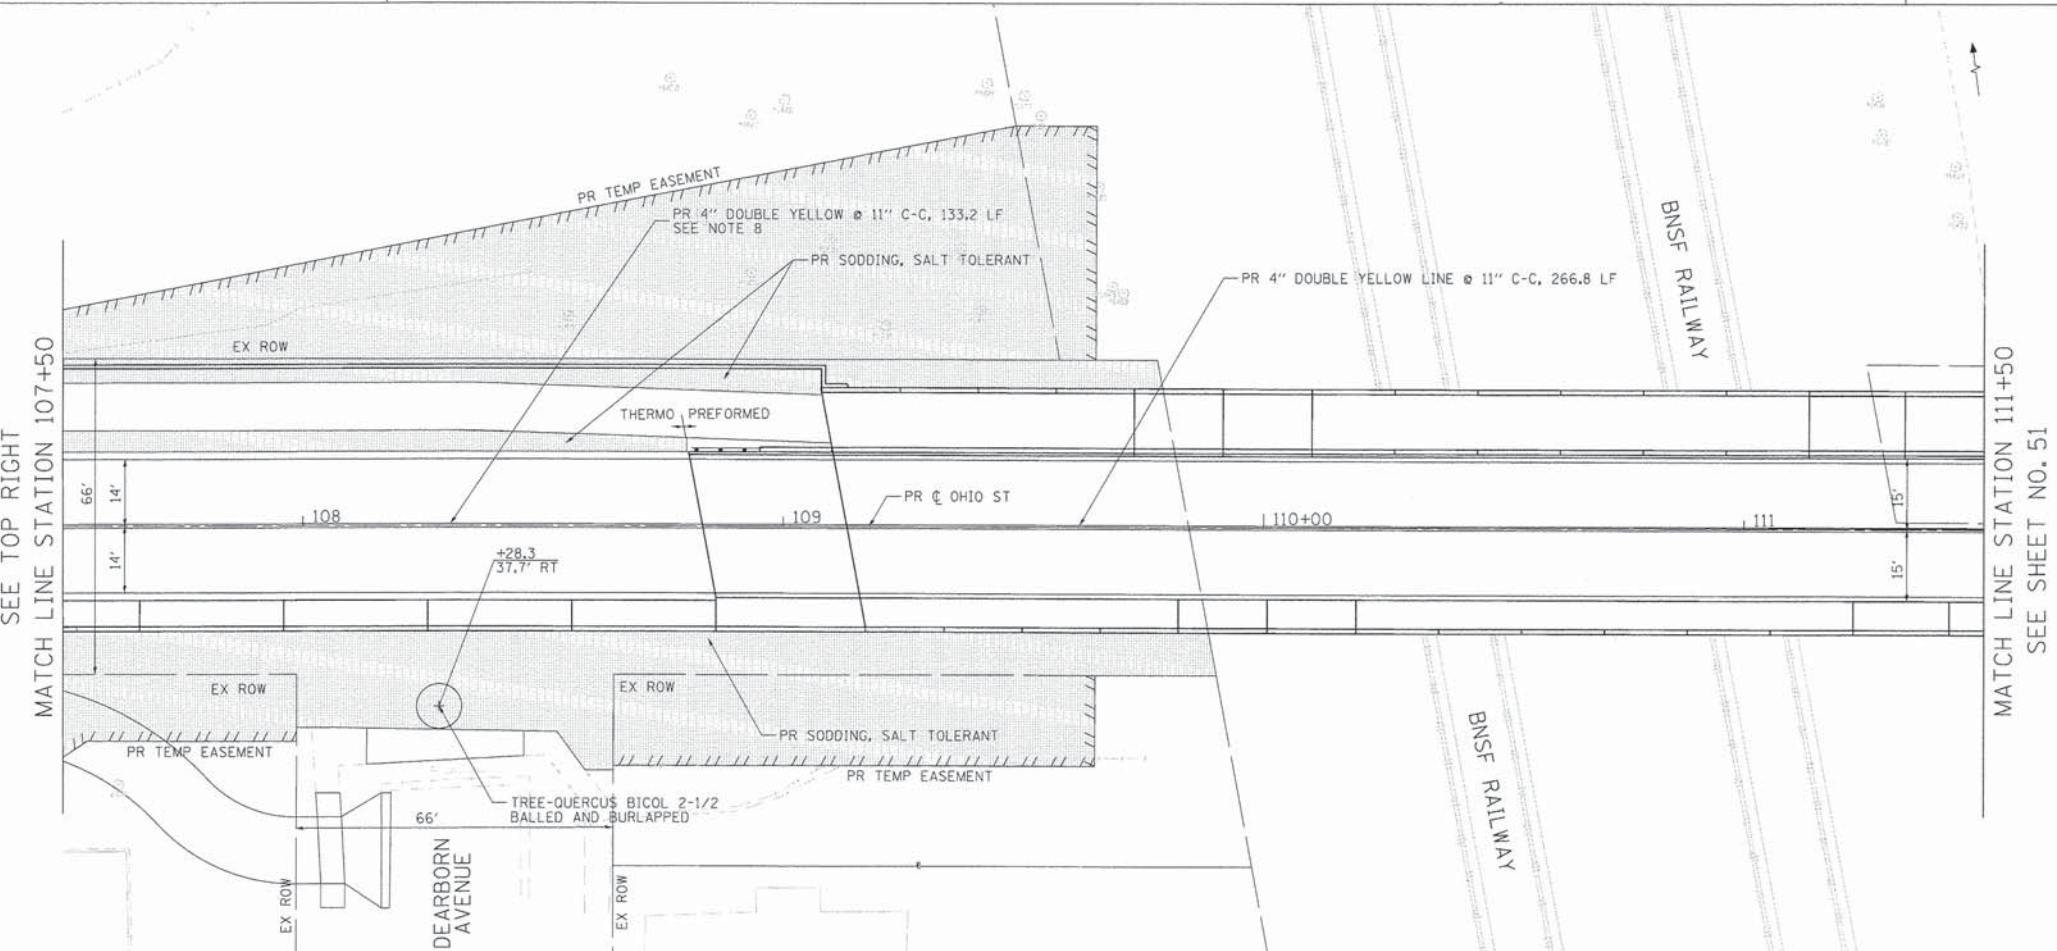 PR TEMP EASEMENT
PR 4" DOUBLE YELLOW @ 11" C-C, 133.2 LF
SEE NOTE 8
PR SODDING, SALT TOLERANT
PR 4" DOUBLE YELLOW LINE @ 11" C-C, 266.8 LF
BNSF RAILWAY
EX ROW
SEE TOP RIGHT
MATCH LINE STATION 107+50
THERMO PREFORMED
66'
14'
14'
PR ℄ OHIO ST
108
109
110+00
111
15'
15'
MATCH LINE STATION 111+50
SEE SHEET NO. 51
+28.3
37.7' RT
EX ROW
EX ROW
PR SODDING, SALT TOLERANT
PR TEMP EASEMENT
PR TEMP EASEMENT
BNSF RAILWAY
TREE-QUERCUS BICOL 2-1/2
BALLED AND BURLAPPED
66'
DEARBORN
AVENUE
EX ROW
EX ROW